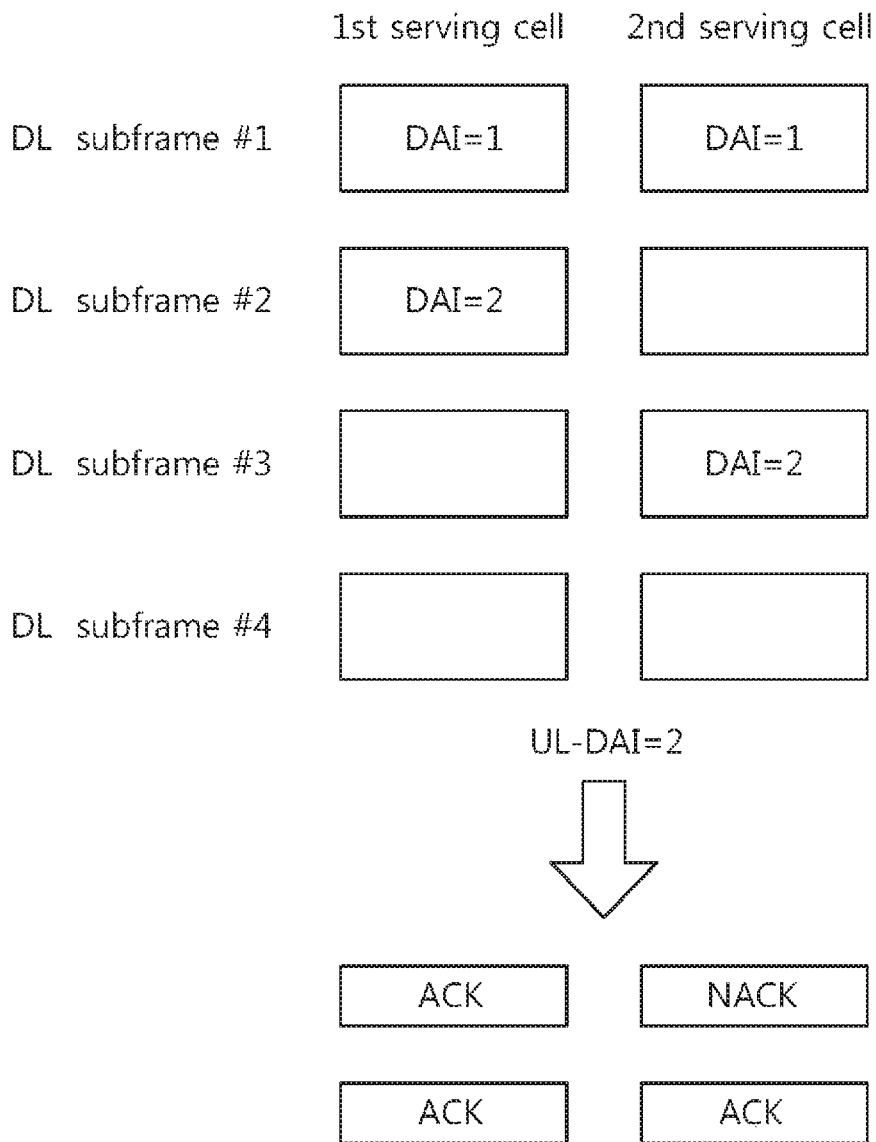 1st serving cell 2nd serving cell
DL subframe #1 DAI=1 DAI=1
DL subframe #2 DAI=2
DL subframe #3 DAI=2
DL subframe #4
UL-DAI=2
ACK NACK
ACK ACK